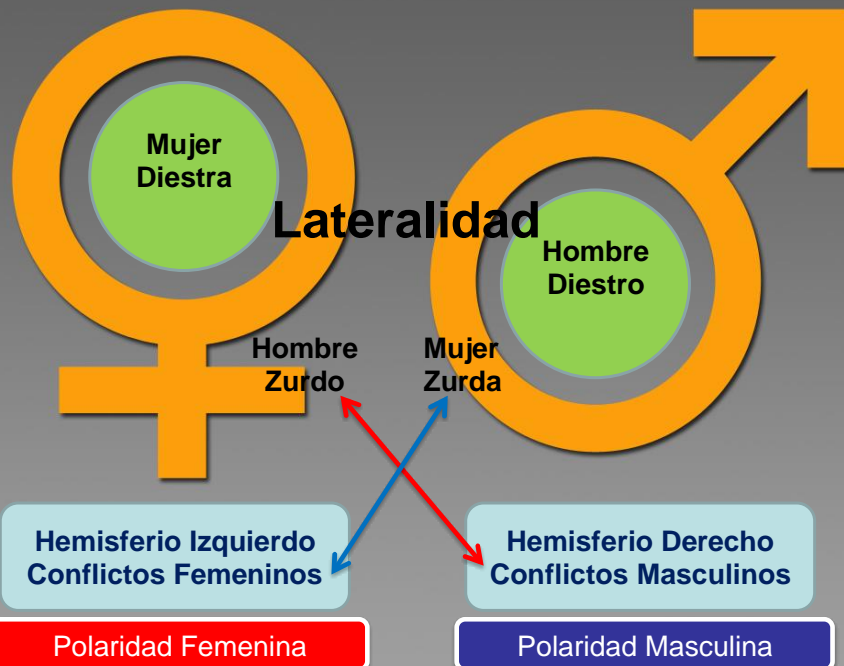 Mujer
Diestra
Lateralidad
Hombre
Diestro
Hombre
Zurdo
Mujer
Zurda
Hemisferio Izquierdo
Conflictos Femeninos
Hemisferio Derecho
Conflictos Masculinos
Polaridad Femenina
Polaridad Masculina